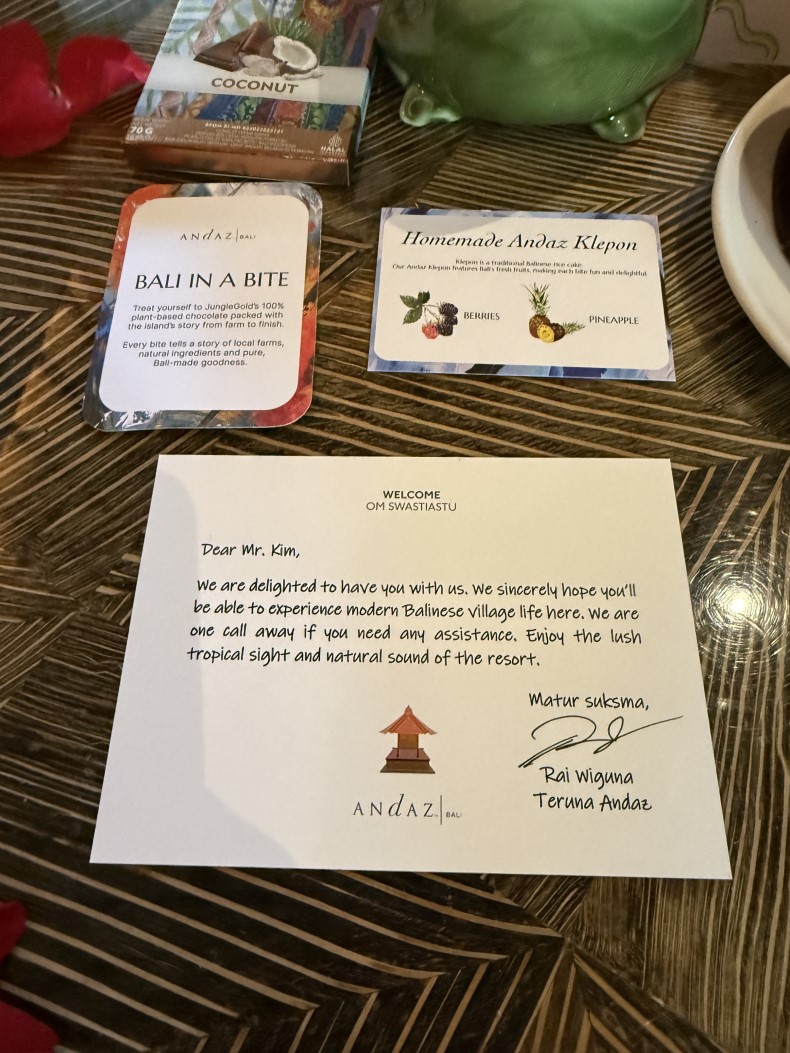 COCONUT
70 G
HALAL
ANdAZ BALI
BALI IN A BITE
Treat yourself to JungleGold's 100%
plant-based chocolate packed with
the island's story from farm to finish.
Every bite tells a story of local farms,
natural ingredients and pure,
Bali-made goodness.
Homemade Andaz Klepon
Klepon is a traditional Balinese rice cake.
Our Andaz Klepon features Bali's fresh fruits, making each bite fun and delightful.
BERRIES
PINEAPPLE
WELCOME
OM SWASTIASTU
Dear Mr. Kim,
We are delighted to have you with us. We sincerely hope you'll
be able to experience modern Balinese village life here. We are
one call away if you need any assistance. Enjoy the lush
tropical sight and natural sound of the resort.
Matur suksma,
Rai Wiguna
Teruna Andaz
ANdAZ BALI